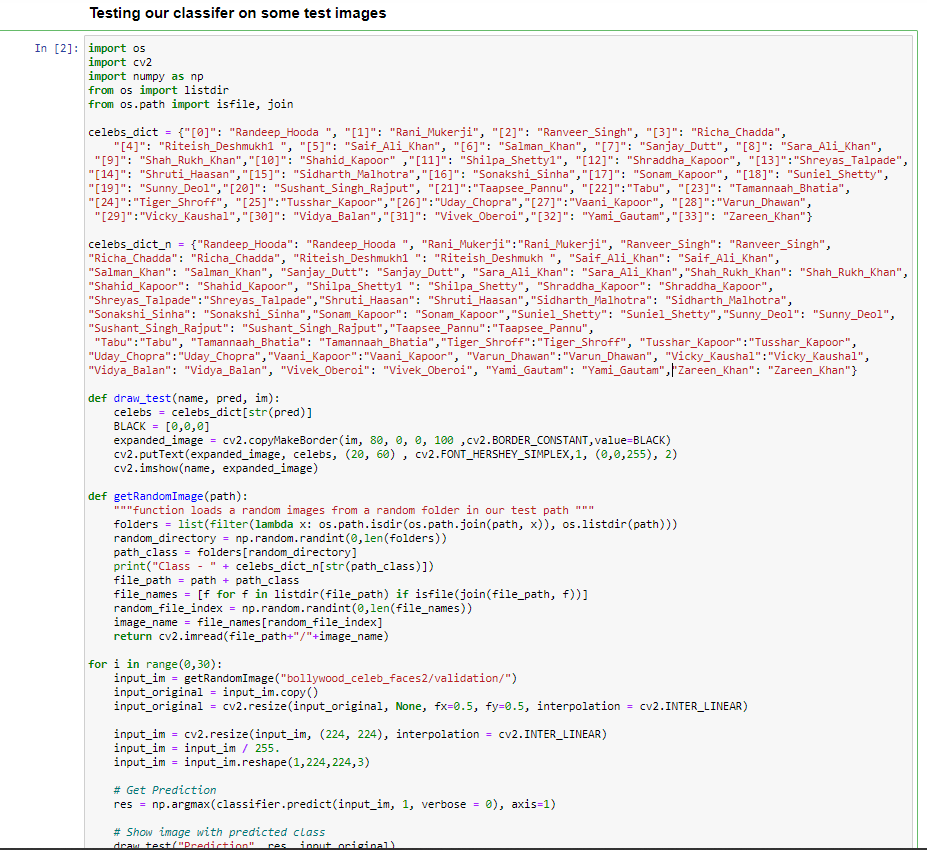 Testing our classifer on some test images
In [2]:
import os
import cv2
import numpy as np
from os import listdir
from os.path import isfile, join
celebs_dict = {"[0]": "Randeep_Hooda ", "[1]": "Rani_Mukerji", "[2]": "Ranveer_Singh", "[3]": "Richa_Chadda",
"[4]": "Riteish_Deshmukh1 ", "[5]": "Saif_Ali_Khan", "[6]": "Salman_Khan", "[7]": "Sanjay_Dutt", "[8]": "Sara_Ali_Khan",
"[9]": "Shah_Rukh_Khan","[10]": "Shahid_Kapoor" ,"[11]": "Shilpa_Shetty1", "[12]": "Shraddha_Kapoor", "[13]":"Shreyas_Talpade",
"[14]": "Shruti_Haasan","[15]": "Sidharth_Malhotra","[16]": "Sonakshi_Sinha","[17]": "Sonam_Kapoor", "[18]": "Suniel_Shetty",
"[19]": "Sunny_Deol","[20]": "Sushant_Singh_Rajput", "[21]":"Taapsee_Pannu", "[22]":"Tabu", "[23]": "Tamannaah_Bhatia",
"[24]":"Tiger_Shroff", "[25]":"Tusshar_Kapoor","[26]":"Uday_Chopra","[27]":"Vaani_Kapoor", "[28]":"Varun_Dhawan",
"[29]":"Vicky_Kaushal","[30]": "Vidya_Balan","[31]": "Vivek_Oberoi","[32]": "Yami_Gautam","[33]": "Zareen_Khan"}
celebs_dict_n = {"Randeep_Hooda": "Randeep_Hooda ", "Rani_Mukerji":"Rani_Mukerji", "Ranveer_Singh": "Ranveer_Singh",
"Richa_Chadda": "Richa_Chadda", "Riteish_Deshmukh1 ": "Riteish_Deshmukh ", "Saif_Ali_Khan": "Saif_Ali_Khan",
"Salman_Khan": "Salman_Khan", "Sanjay_Dutt": "Sanjay_Dutt", "Sara_Ali_Khan": "Sara_Ali_Khan","Shah_Rukh_Khan": "Shah_Rukh_Khan",
"Shahid_Kapoor": "Shahid_Kapoor", "Shilpa_Shetty1 ": "Shilpa_Shetty", "Shraddha_Kapoor": "Shraddha_Kapoor",
"Shreyas_Talpade":"Shreyas_Talpade","Shruti_Haasan": "Shruti_Haasan","Sidharth_Malhotra": "Sidharth_Malhotra",
"Sonakshi_Sinha": "Sonakshi_Sinha","Sonam_Kapoor": "Sonam_Kapoor","Suniel_Shetty": "Suniel_Shetty","Sunny_Deol": "Sunny_Deol",
"Sushant_Singh_Rajput": "Sushant_Singh_Rajput","Taapsee_Pannu":"Taapsee_Pannu",
"Tabu":"Tabu", "Tamannaah_Bhatia": "Tamannaah_Bhatia","Tiger_Shroff":"Tiger_Shroff", "Tusshar_Kapoor":"Tusshar_Kapoor",
"Uday_Chopra":"Uday_Chopra","Vaani_Kapoor":"Vaani_Kapoor", "Varun_Dhawan":"Varun_Dhawan", "Vicky_Kaushal":"Vicky_Kaushal",
"Vidya_Balan": "Vidya_Balan", "Vivek_Oberoi": "Vivek_Oberoi", "Yami_Gautam": "Yami_Gautam","Zareen_Khan": "Zareen_Khan"}
def draw_test(name, pred, im):
celebs = celebs_dict[str(pred)]
BLACK = [0,0,0]
expanded_image = cv2.copyMakeBorder(im, 80, 0, 0, 100 ,cv2.BORDER_CONSTANT,value=BLACK)
cv2.putText(expanded_image, celebs, (20, 60) , cv2.FONT_HERSHEY_SIMPLEX,1, (0,0,255), 2)
cv2.imshow(name, expanded_image)
def getRandomImage(path):
"""function loads a random images from a random folder in our test path """
folders = list(filter(lambda x: os.path.isdir(os.path.join(path, x)), os.listdir(path)))
random_directory = np.random.randint(0,len(folders))
path_class = folders[random_directory]
print("Class - " + celebs_dict_n[str(path_class)])
file_path = path + path_class
file_names = [f for f in listdir(file_path) if isfile(join(file_path, f))]
random_file_index = np.random.randint(0,len(file_names))
image_name = file_names[random_file_index]
return cv2.imread(file_path+"/"+image_name)
for i in range(0,30):
input_im = getRandomImage("bollywood_celeb_faces2/validation/")
input_original = input_im.copy()
input_original = cv2.resize(input_original, None, fx=0.5, fy=0.5, interpolation = cv2.INTER_LINEAR)
input_im = cv2.resize(input_im, (224, 224), interpolation = cv2.INTER_LINEAR)
input_im = input_im / 255.
input_im = input_im.reshape(1,224,224,3)
# Get Prediction
res = np.argmax(classifier.predict(input_im, 1, verbose = 0), axis=1)
# Show image with predicted class
draw_test("Prediction", res, input_original)